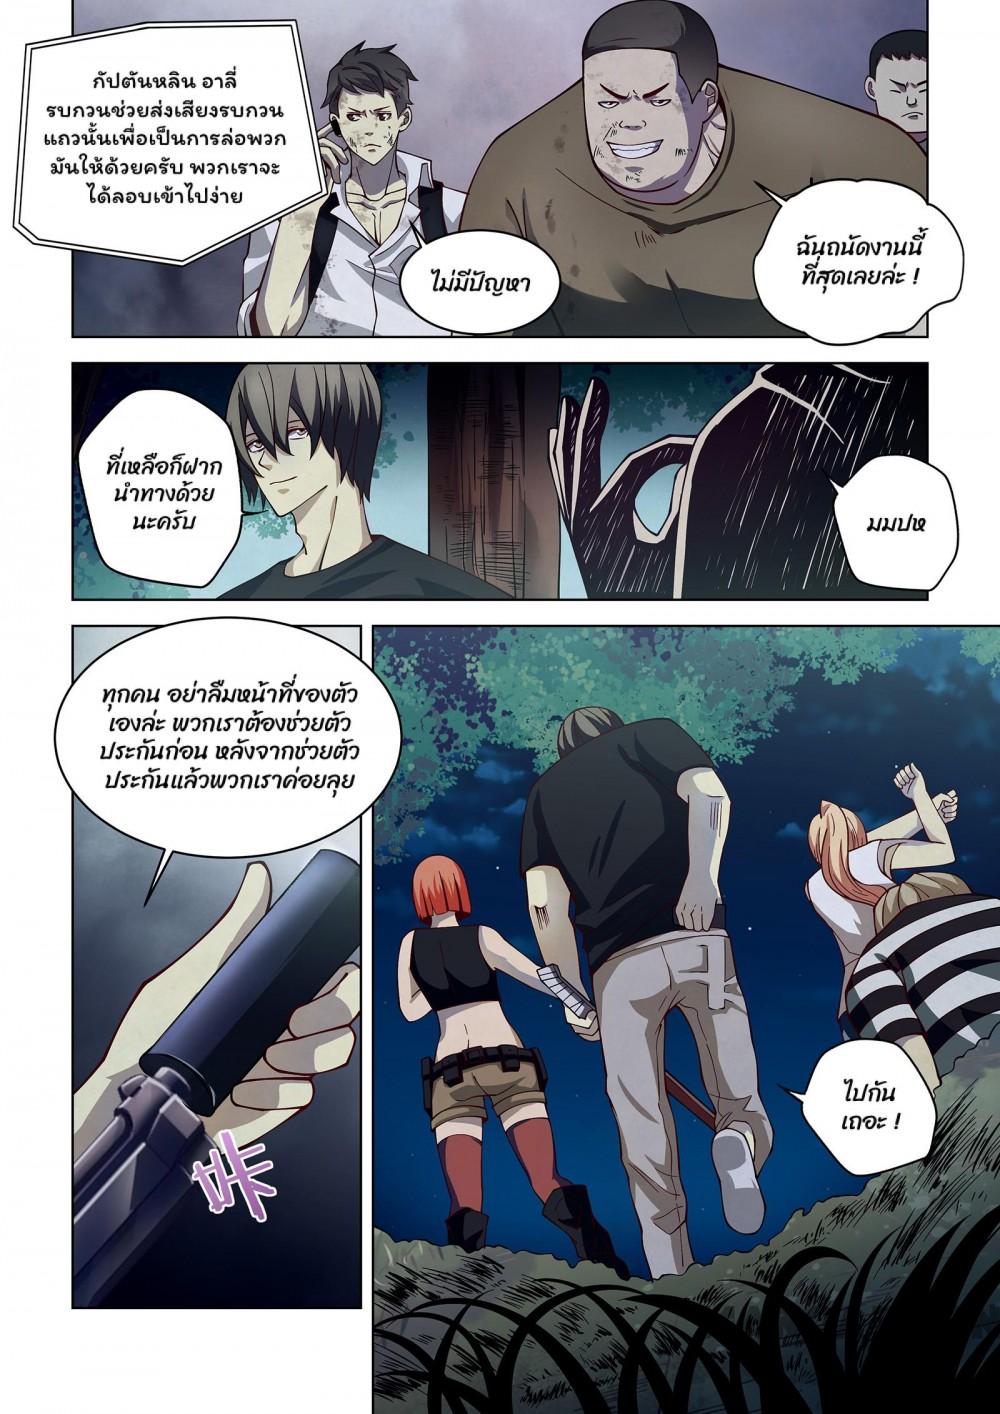 กัปตันหลิน อาลี่
รบกวนช่วยส่งเสียงรบกวน
แถวนั้นเพื่อเป็นการล่อพวก
มันให้ด้วยครับ พวกเราจะ
ได้ลอบเข้าไปง่าย
ไม่มีปัญหา
ฉันถนัดงานนี้
ที่สุดเลยล่ะ !
ที่เหลือก็ฝาก
นำทางด้วย
นะครับ
มมปห
ทุกคน อย่าลืมหน้าที่ของตัว
เองล่ะ พวกเราต้องช่วยตัว
ประกันก่อน หลังจากช่วยตัว
ประกันแล้วพวกเราค่อยลุย
咔
ไปกัน
เถอะ !